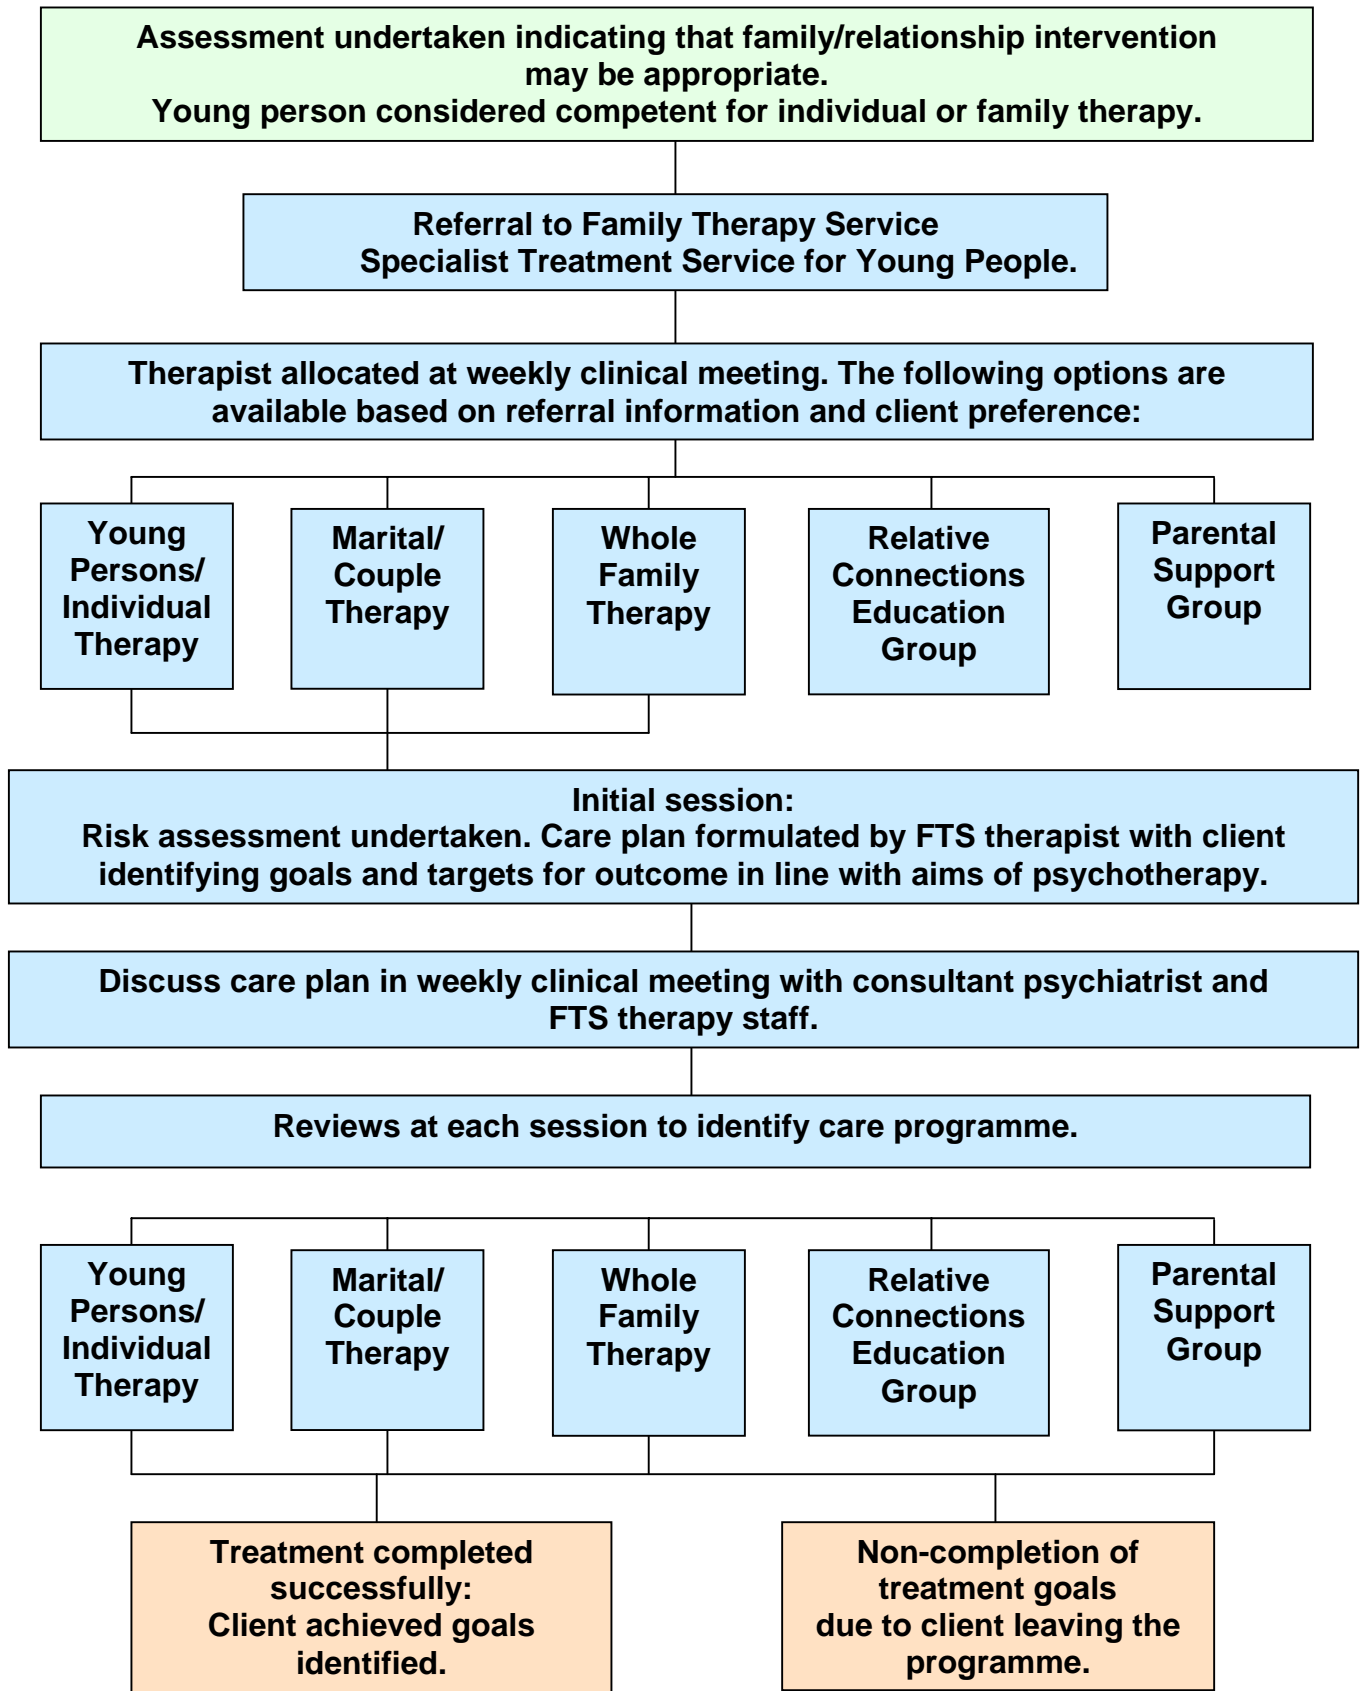 Assessment undertaken indicating that family/relationship intervention
may be appropriate.
Young person considered competent for individual or family therapy.
Referral to Family Therapy Service
Specialist Treatment Service for Young People.
Therapist allocated at weekly clinical meeting. The following options are
available based on referral information and client preference:
Young
Persons/
Individual
Therapy
Marital/
Couple
Therapy
Whole
Family
Therapy
Relative
Connections
Education
Group
Parental
Support
Group
Initial session:
Risk assessment undertaken. Care plan formulated by FTS therapist with client
identifying goals and targets for outcome in line with aims of psychotherapy.
Discuss care plan in weekly clinical meeting with consultant psychiatrist and
FTS therapy staff.
Reviews at each session to identify care programme.
Young
Persons/
Individual
Therapy
Marital/
Couple
Therapy
Whole
Family
Therapy
Relative
Connections
Education
Group
Parental
Support
Group
Treatment completed
successfully:
Client achieved goals
identified.
Non-completion of
treatment goals
due to client leaving the
programme.